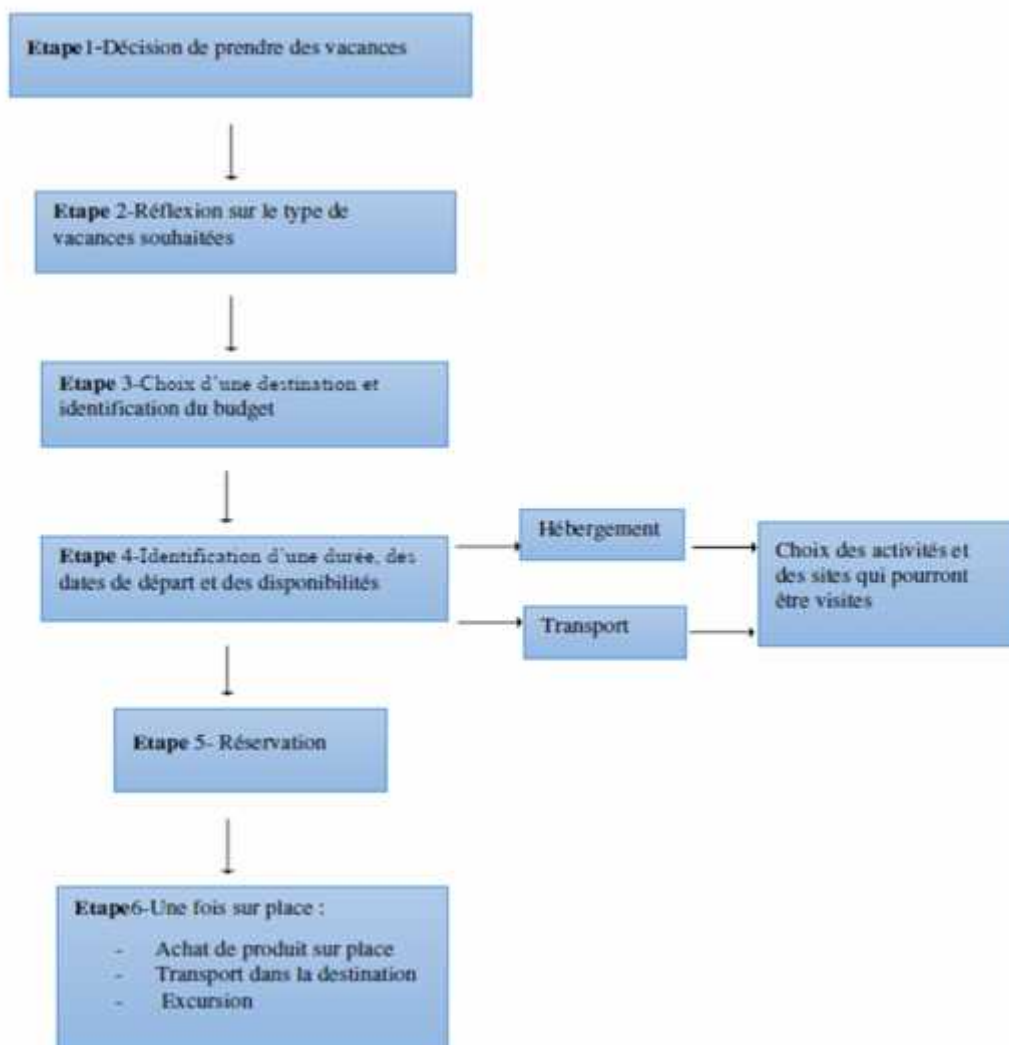 Etape1-Décision de prendre des vacances
Etape 2-Réflexion sur le type de
vacances souhaitées
Etape 3-Choix d'une destination et
identification du budget
Etape 4-Identification d'une durée, des
dates de départ et des disponibilités
Hébergement
Transport
Choix des activités et
des sites qui pourront
être visites
Etape 5- Réservation
Etape6-Une fois sur place :
- Achat de produit sur place
- Transport dans la destination
- Excursion